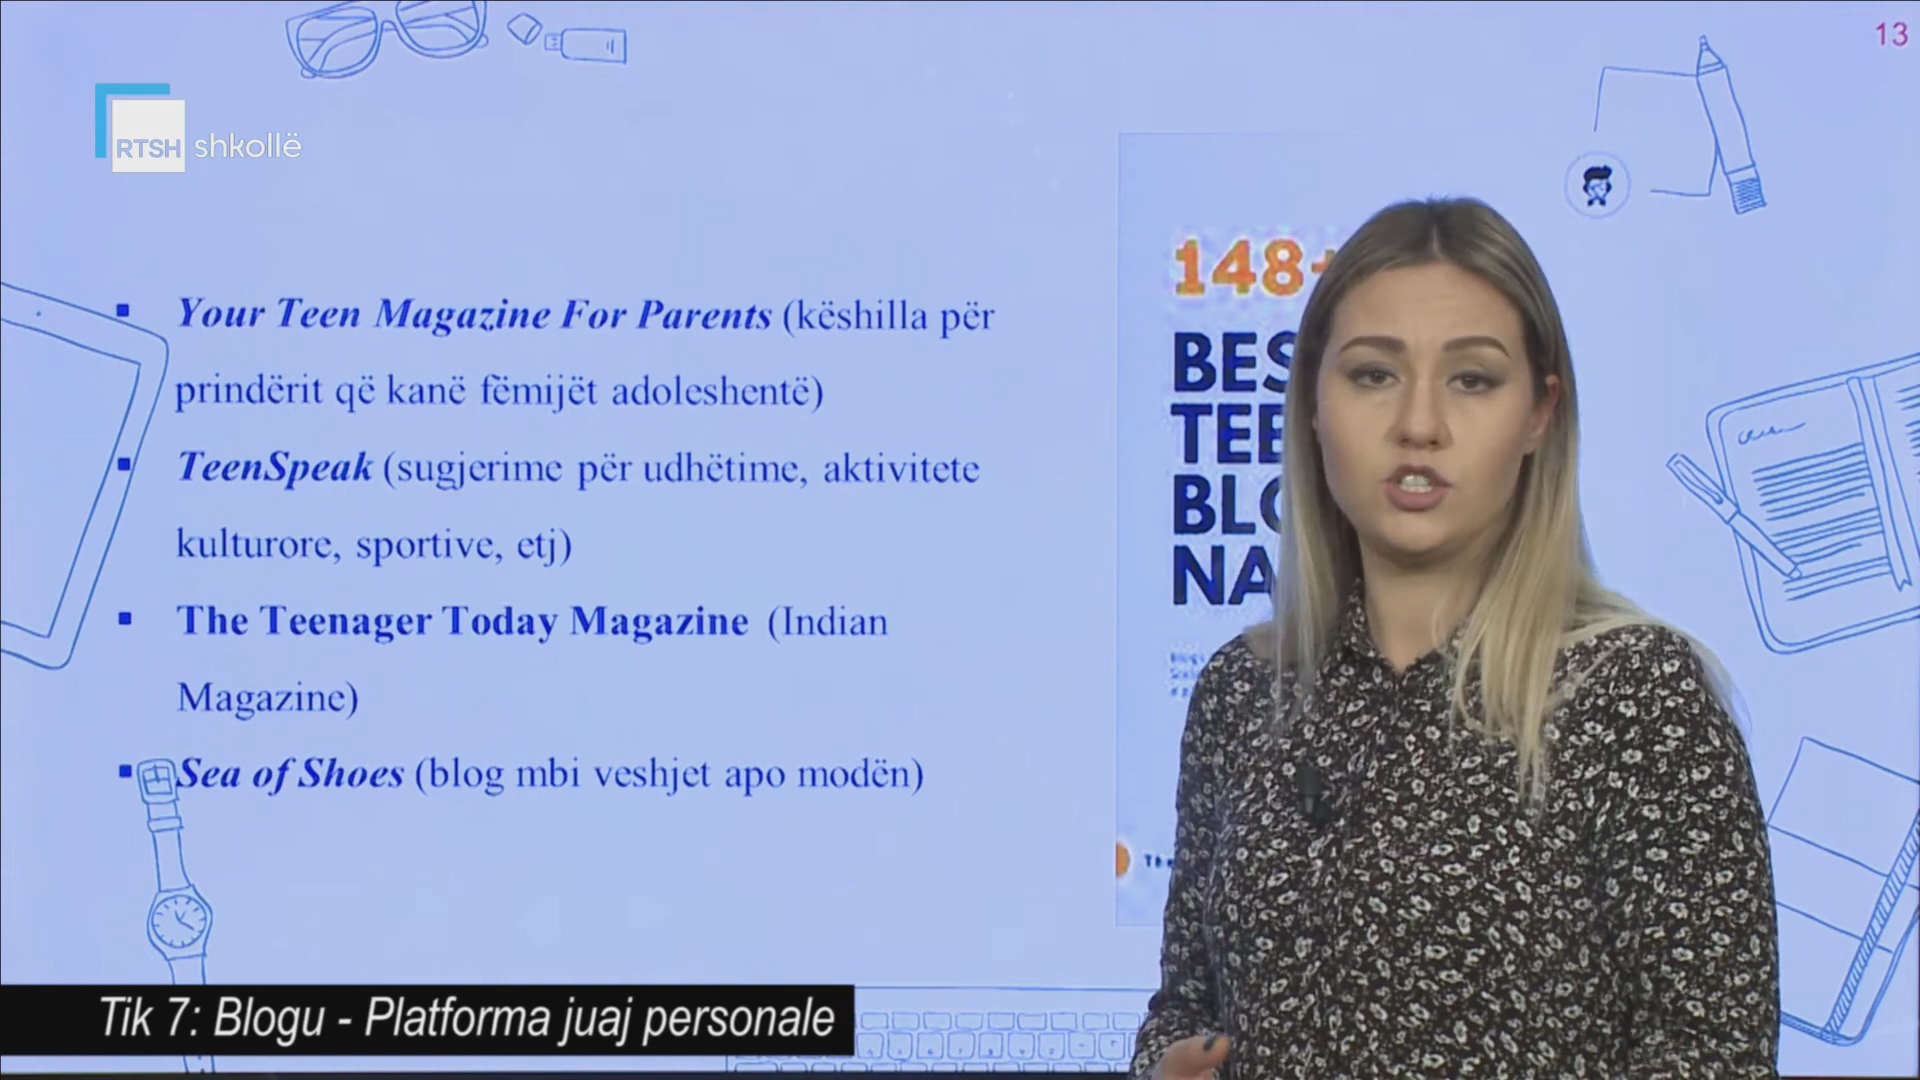 13
RTSH shkollë
Your Teen Magazine For Parents (këshilla për
prindërit që kanë fëmijët adoleshentë)
TeenSpeak (sugjerime për udhëtime, aktivitete
kulturore, sportive, etj)
The Teenager Today Magazine (Indian
Magazine)
Sea of Shoes (blog mbi veshjet apo modën)
148+
BES
TEE
BLO
NA
Tik 7: Blogu - Platforma juaj personale